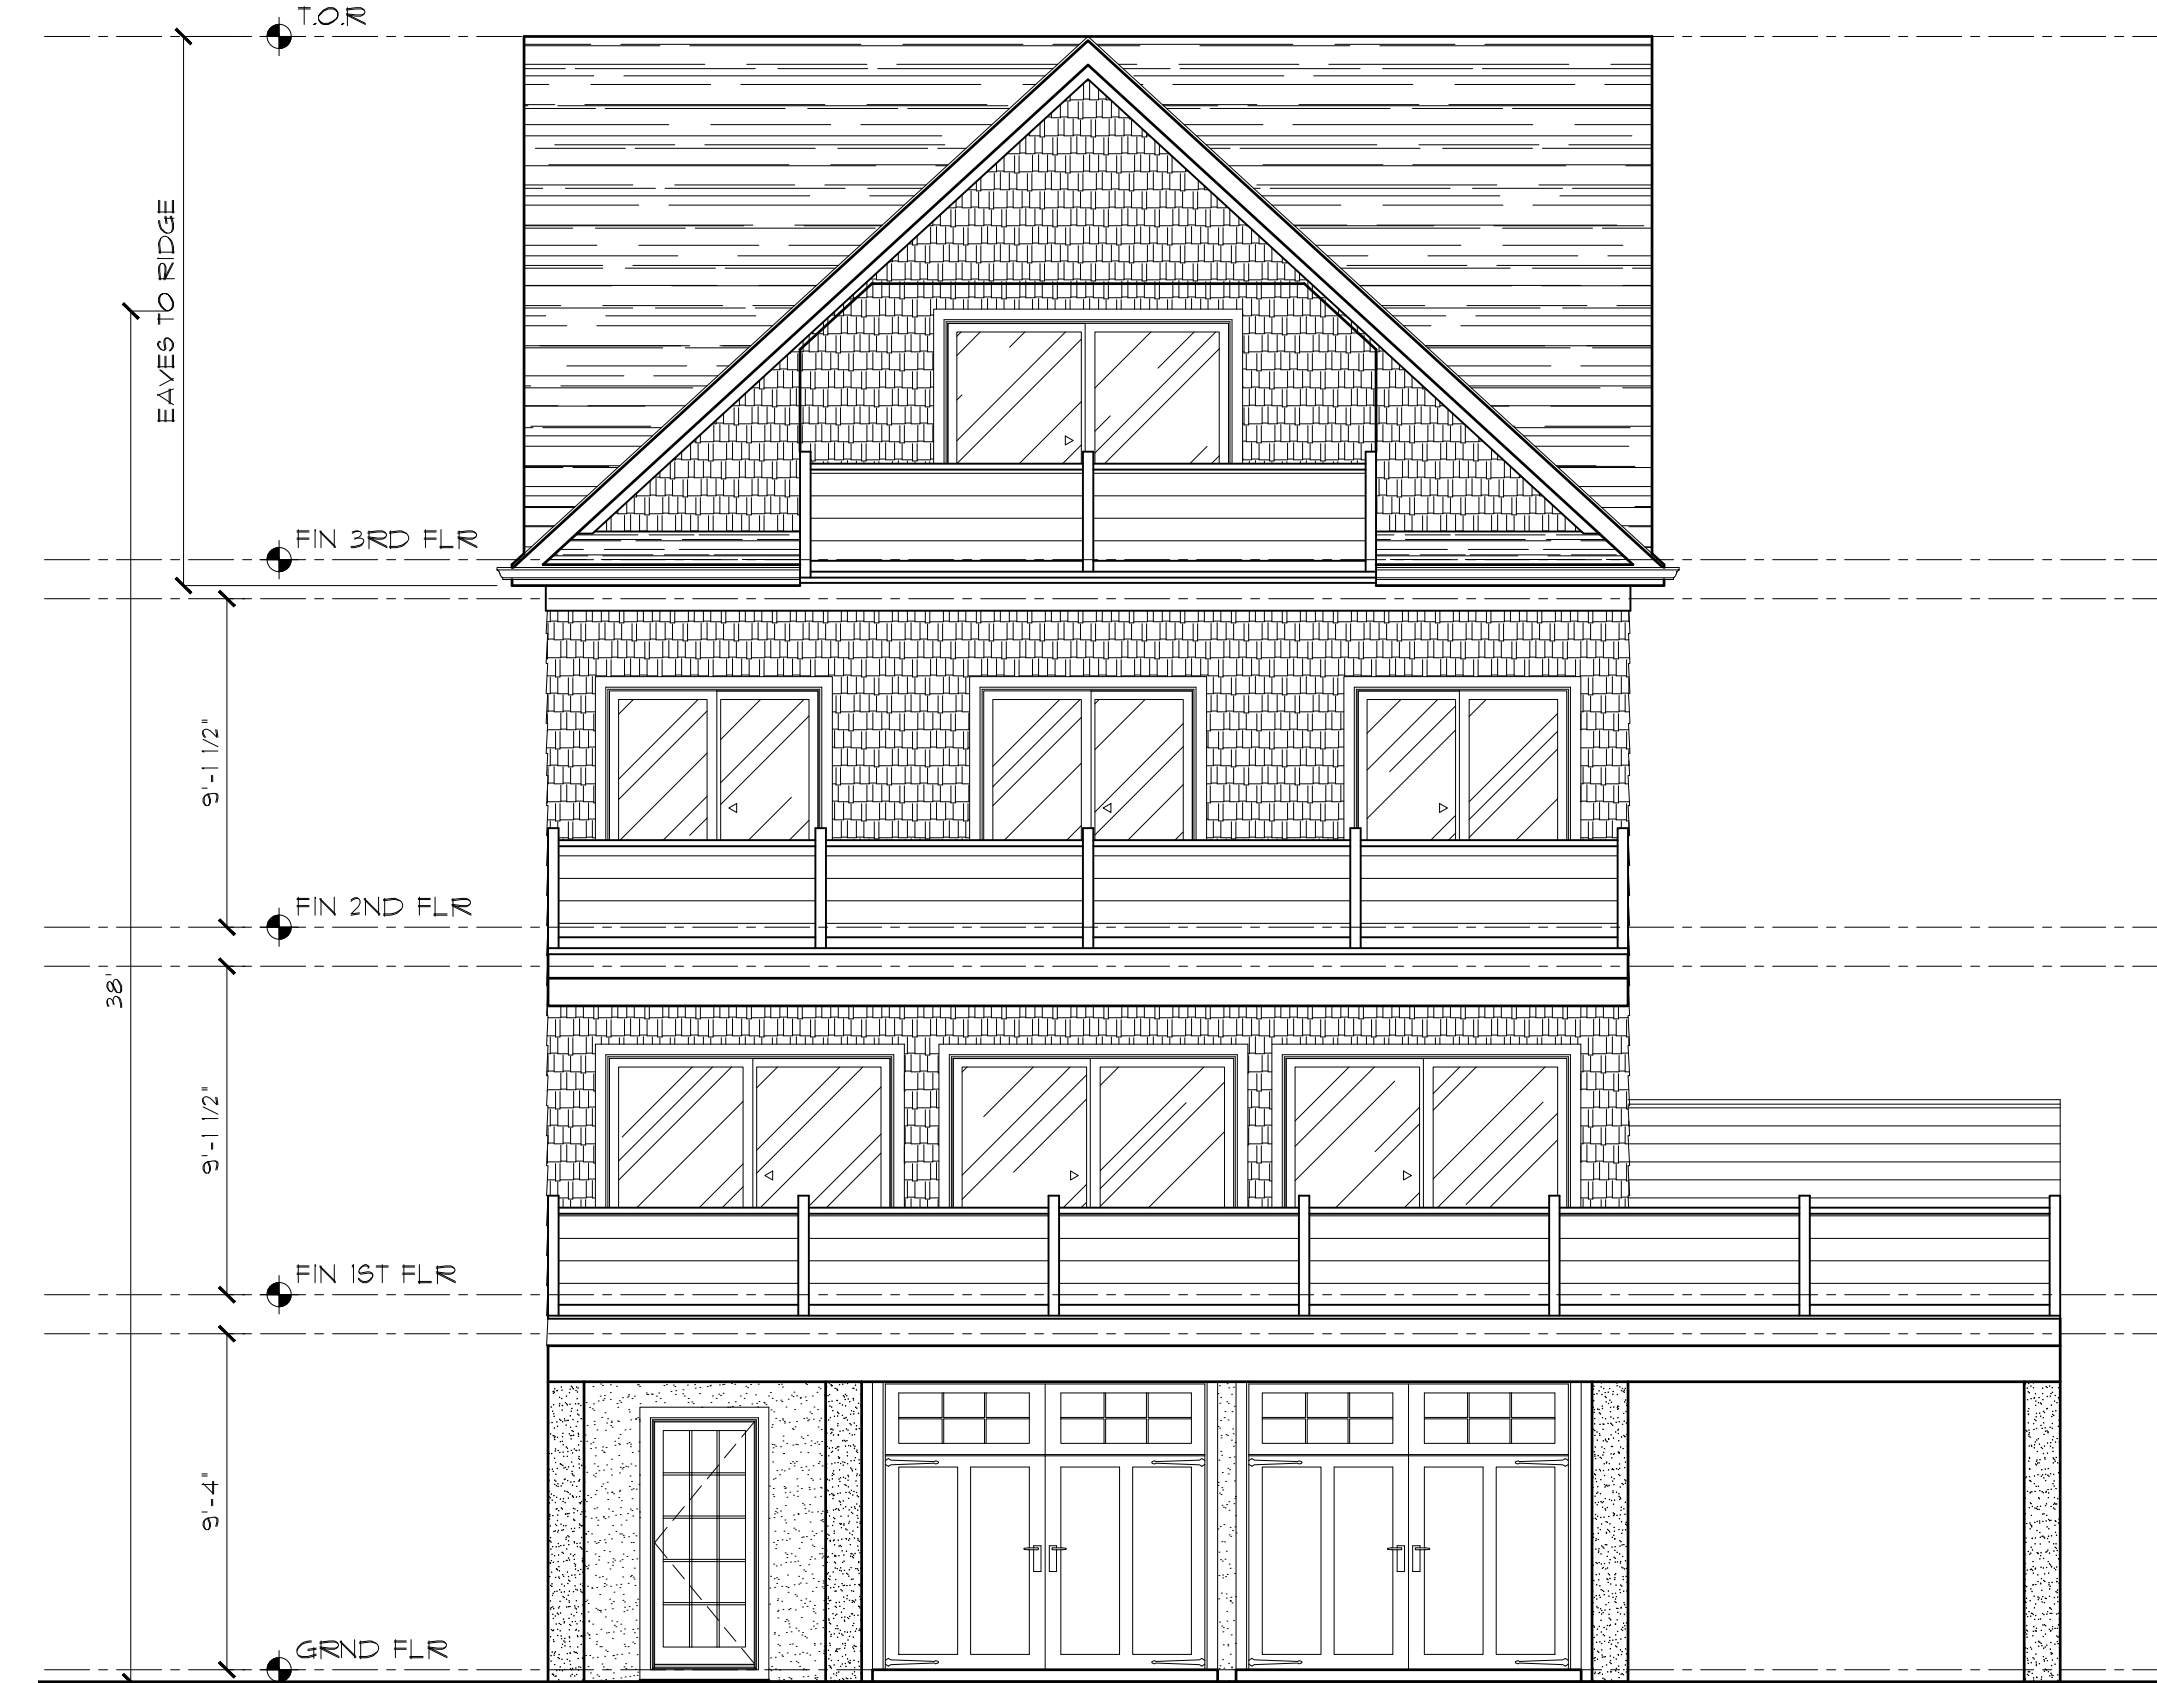 T.O.R
EAVES TO RIDGE
FIN 3RD FLR
9'-1 1/2"
FIN 2ND FLR
38'
9'-1 1/2"
FIN 1ST FLR
9'-4"
GRND FLR